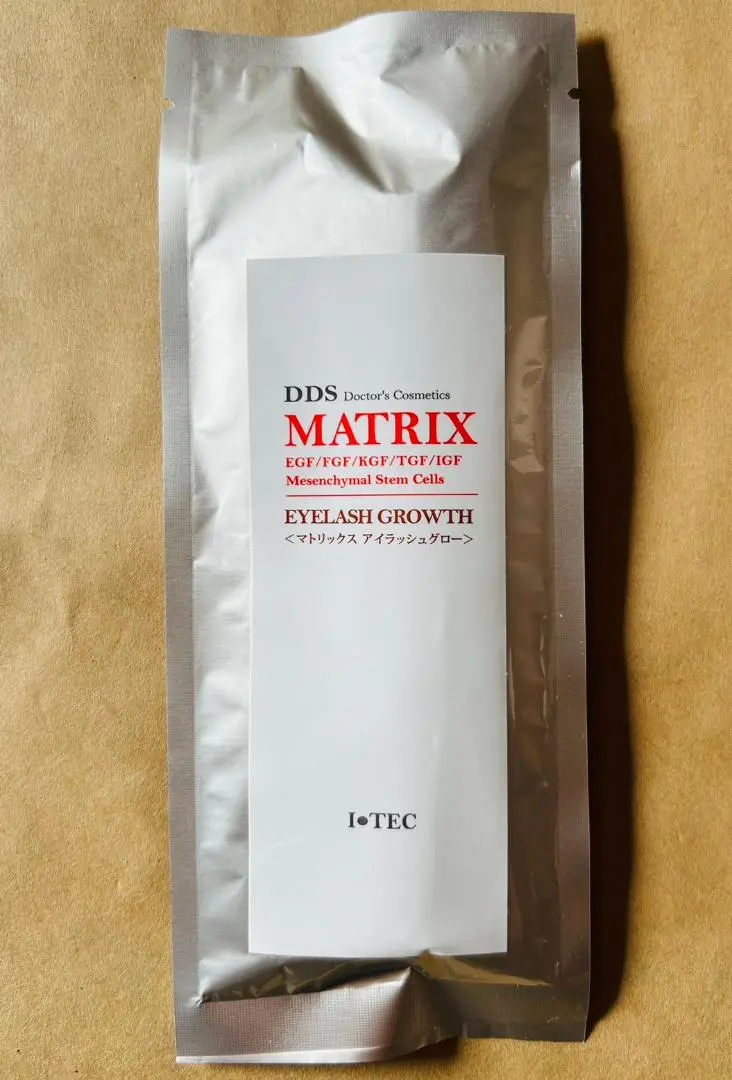 DDS Doctor's Cosmetics
MATRIX
EGF/FGF/KGF/TGF/IGF
Mesenchymal Stem Cells
EYELASH GROWTH
<マトリックス アイラッシュグロー>
I●TEC